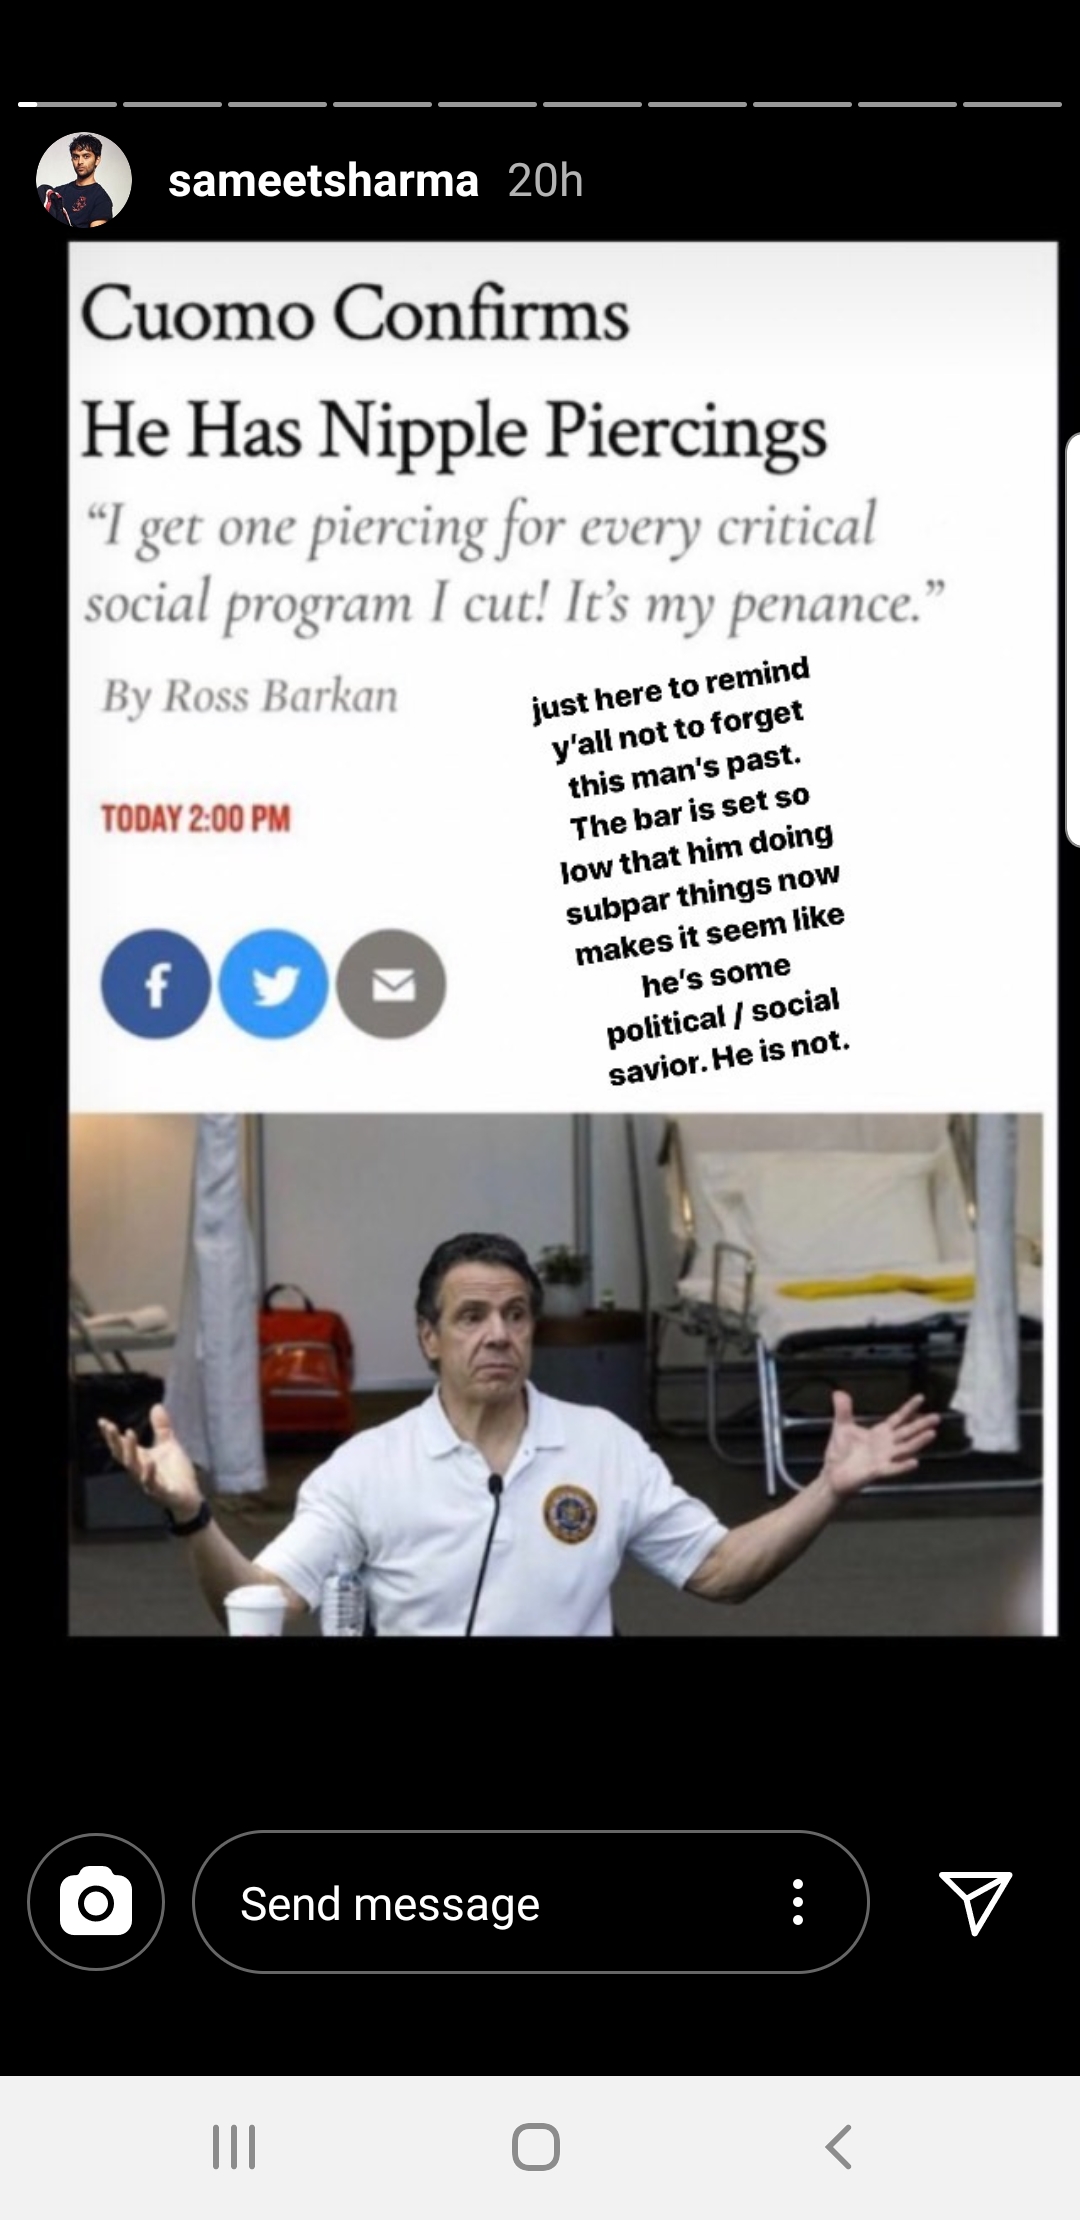 sameetsharma 20h
Cuomo Confirms
He Has Nipple Piercings
“I get one piercing for every critical
social program I cut! It’s my penance.”
By Ross Barkan
TODAY 2:00 PM
just here to remind
y'all not to forget
this man's past.
The bar is set so
low that him doing
subpar things now
makes it seem like
he's some
political / social
savior. He is not.
Send message